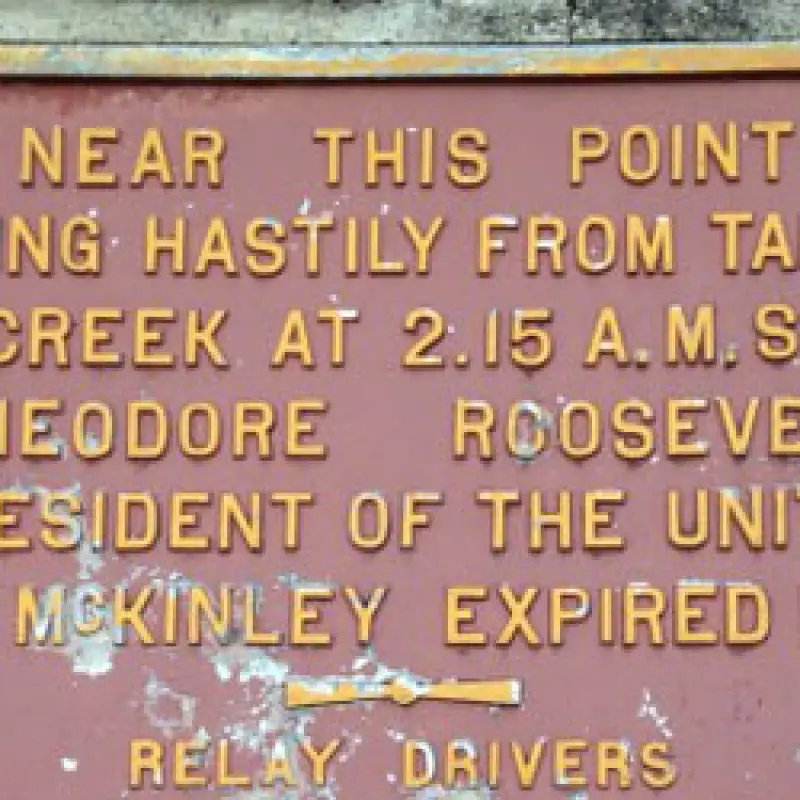 NEAR THIS POINT
NG HASTILY FROM TA
CREEK AT 2.15 A.M. S
HEODORE ROOSEVE
ESIDENT OF THE UNIT
McKINLEY EXPIRED
RELAY DRIVERS